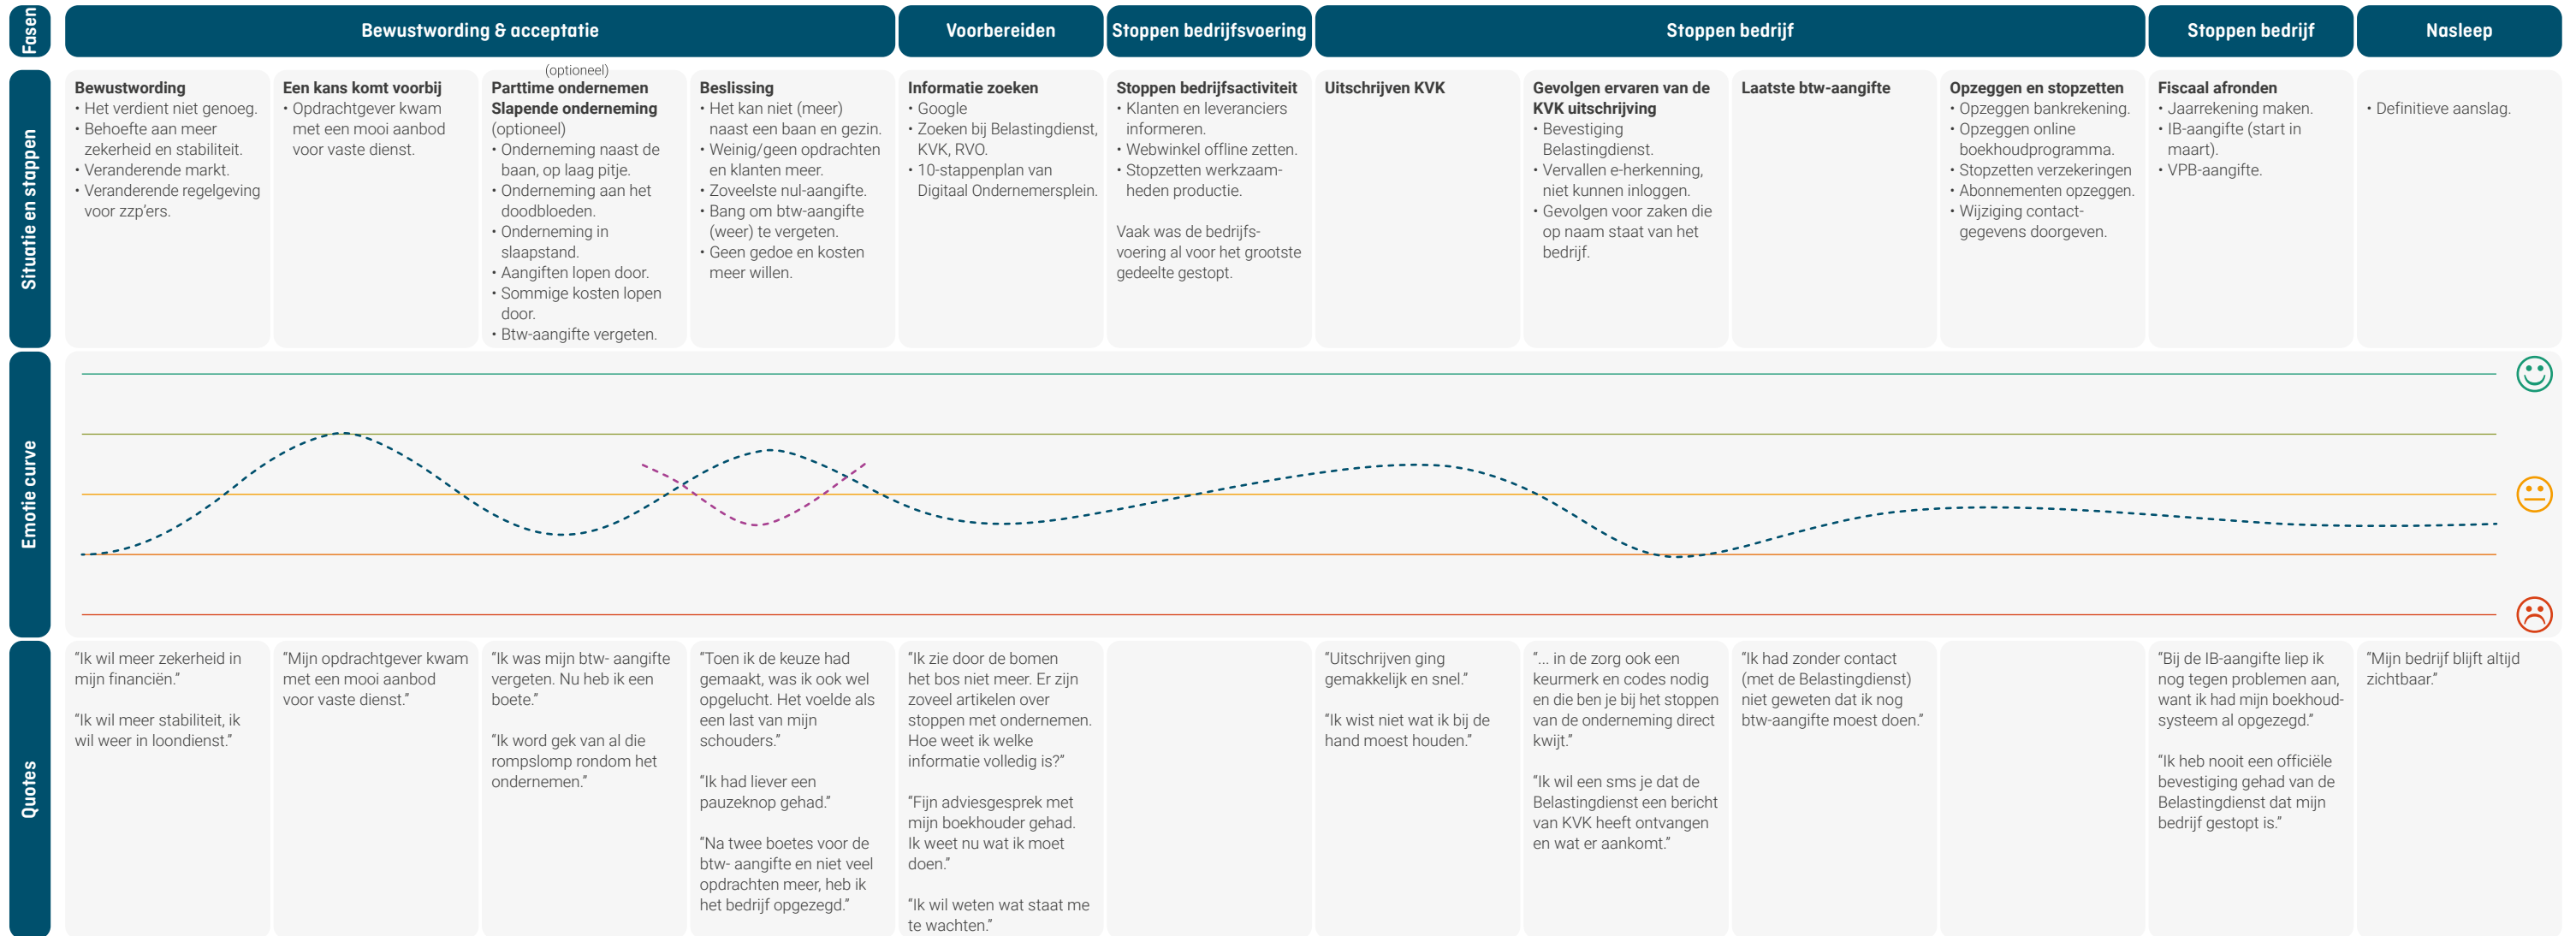 Fasen
Bewustwording & acceptatie
Voorbereiden
Stoppen bedrijfsvoering
Stoppen bedrijf
Stoppen bedrijf
Nasleep
Situatie en stappen
Bewustwording
• Het verdient niet genoeg.
• Behoefte aan meer
zekerheid en stabiliteit.
• Veranderende markt.
• Veranderende regelgeving
voor zzp’ers.
Een kans komt voorbij
• Opdrachtgever kwam
met een mooi aanbod
voor vaste dienst.
(optioneel)
Parttime ondernemen
Slapende onderneming
(optioneel)
• Onderneming naast de
baan, op laag pitje.
• Onderneming aan het
doodbloeden.
• Onderneming in
slaapstand.
• Aangiften lopen door.
• Sommige kosten lopen
door.
• Btw-aangifte vergeten.
Beslissing
• Het kan niet (meer)
naast een baan en gezin.
• Weinig/geen opdrachten
en klanten meer.
• Zoveelste nul-aangifte.
• Bang om btw-aangifte
(weer) te vergeten.
• Geen gedoe en kosten
meer willen.
Informatie zoeken
• Google
• Zoeken bij Belastingdienst,
KVK, RVO.
• 10-stappenplan van
Digitaal Ondernemersplein.
Stoppen bedrijfsactiviteit
• Klanten en leveranciers
informeren.
• Webwinkel offline zetten.
• Stopzetten werkzaam-
heden productie.
Vaak was de bedrijfs-
voering al voor het grootste
gedeelte gestopt.
Uitschrijven KVK
Gevolgen ervaren van de
KVK uitschrijving
• Bevestiging
Belastingdienst.
• Vervallen e-herkenning,
niet kunnen inloggen.
• Gevolgen voor zaken die
op naam staat van het
bedrijf.
Laatste btw-aangifte
Opzeggen en stopzetten
• Opzeggen bankrekening.
• Opzeggen online
boekhoudprogramma.
• Stopzetten verzekeringen
• Abonnementen opzeggen.
• Wijziging contact-
gegevens doorgeven.
Fiscaal afronden
• Jaarrekening maken.
• IB-aangifte (start in
maart).
• VPB-aangifte.
• Definitieve aanslag.
Emotie curve
Quotes
“Ik wil meer zekerheid in
mijn financiën.”
“Ik wil meer stabiliteit, ik
wil weer in loondienst.”
“Mijn opdrachtgever kwam
met een mooi aanbod
voor vaste dienst.”
“Ik was mijn btw- aangifte
vergeten. Nu heb ik een
boete.”
“Ik word gek van al die
rompslomp rondom het
ondernemen.”
“Toen ik de keuze had
gemaakt, was ik ook wel
opgelucht. Het voelde als
een last van mijn
schouders.”
“Ik had liever een
pauzeknop gehad.”
“Na twee boetes voor de
btw- aangifte en niet veel
opdrachten meer, heb ik
het bedrijf opgezegd.”
“Ik zie door de bomen
het bos niet meer. Er zijn
zoveel artikelen over
stoppen met ondernemen.
Hoe weet ik welke
informatie volledig is?”
“Fijn adviesgesprek met
mijn boekhouder gehad.
Ik weet nu wat ik moet
doen.”
“Ik wil weten wat staat me
te wachten.”
“Uitschrijven ging
gemakkelijk en snel.”
“Ik wist niet wat ik bij de
hand moest houden.”
“... in de zorg ook een
keurmerk en codes nodig
en die ben je bij het stoppen
van de onderneming direct
kwijt.”
“Ik wil een sms je dat de
Belastingdienst een bericht
van KVK heeft ontvangen
en wat er aankomt.”
“Ik had zonder contact
(met de Belastingdienst)
niet geweten dat ik nog
btw-aangifte moest doen.”
“Bij de IB-aangifte liep ik
nog tegen problemen aan,
want ik had mijn boekhoud-
systeem al opgezegd.”
“Ik heb nooit een officiële
bevestiging gehad van de
Belastingdienst dat mijn
bedrijf gestopt is.”
“Mijn bedrijf blijft altijd
zichtbaar.”